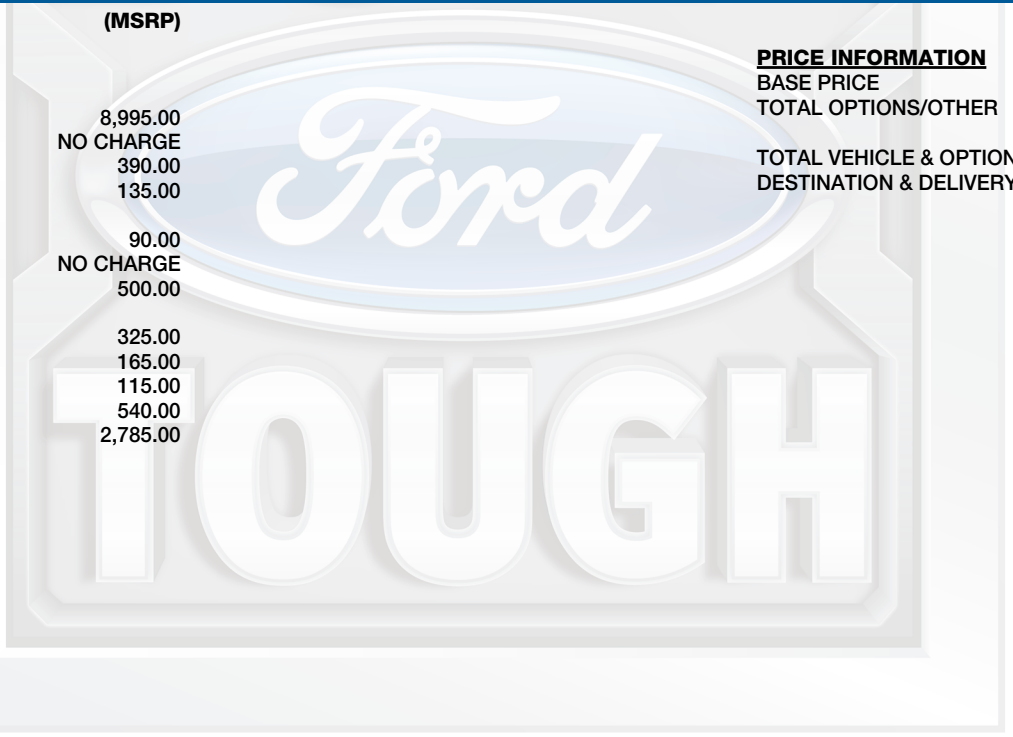 (MSRP)
8,995.00
NO CHARGE
390.00
135.00
90.00
NO CHARGE
500.00
325.00
165.00
115.00
540.00
2,785.00
PRICE INFORMATION
BASE PRICE
TOTAL OPTIONS/OTHER
TOTAL VEHICLE & OPTION
DESTINATION & DELIVERY
Ford
TOUGH